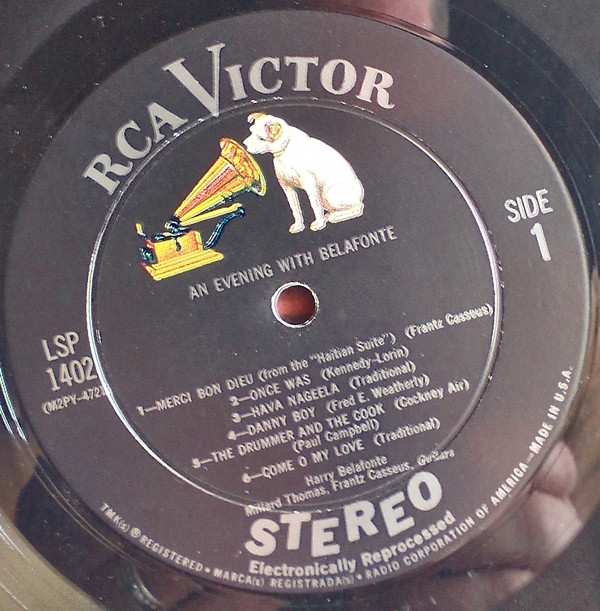 RCA VICTOR
SIDE
1
AN EVENING WITH BELAFONTE
LSP
1402
1—MERCI BON DIEU (from the "Haitian Suite") (Frantz Casseus)
2—ONCE WAS (Kennedy-Lorin)
3—HAVA NAGEELA (Traditional)
4—DANNY BOY (Fred E. Weatherly)
5—THE DRUMMER AND THE COOK (Cockney Air)
(Paul Campbell)
6—COME O MY LOVE (Traditional)
Harry Belafonte
Millard Thomas, Frantz Casseus, Guitars
STEREO
Electronically Reprocessed
TMK(s) ® REGISTERED • MARCA(s) REGISTRADA(s) • RADIO CORPORATION OF AMERICA—MADE IN U.S.A.